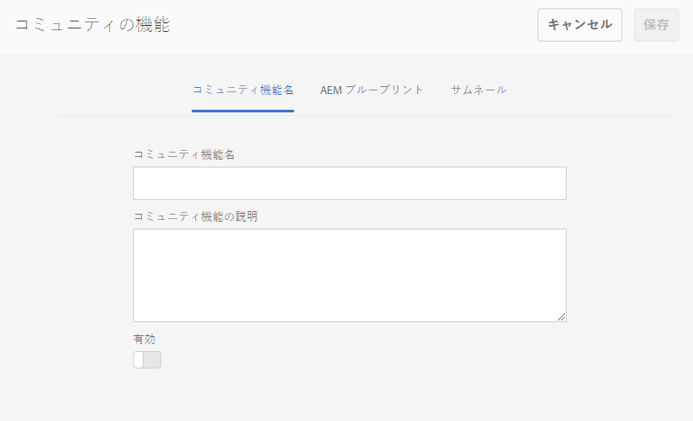 コミュニティの機能
キャンセル
保存
コミュニティ機能名
AEM ブループリント
サムネール
コミュニティ機能名
コミュニティ機能の説明
有効